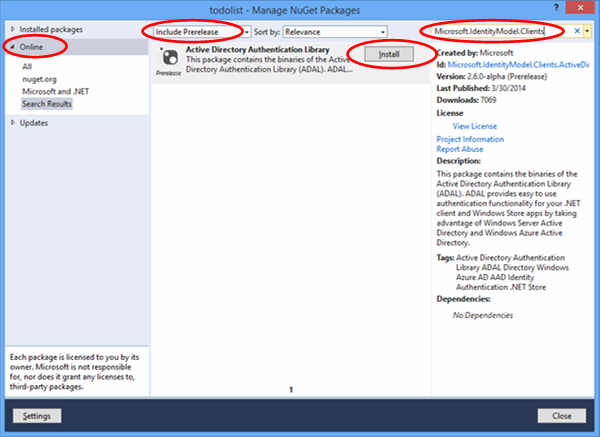 todolist - Manage NuGet Packages
Installed packages
Online
All
nuget.org
Microsoft and .NET
Search Results
Updates
Each package is licensed to you by its
owner. Microsoft is not responsible
for, nor does it grant any licenses to,
third-party packages.
Include Prerelease
Sort by: Relevance
Active Directory Authentication Library
This package contains the binaries of the Active
Directory Authentication Library (ADAL). ADAL...
Prerelease
Install
1
Microsoft.IdentityModel.Clients
Created by: Microsoft
Id: Microsoft.IdentityModel.Clients.ActiveDi
Version: 2.6.0-alpha (Prerelease)
Last Published: 3/30/2014
Downloads: 7069
License
View License
Project Information
Report Abuse
Description:
This package contains the binaries of the
Active Directory Authentication Library
(ADAL). ADAL provides easy to use
authentication functionality for your .NET
client and Windows Store apps by taking
advantage of Windows Server Active
Directory and Windows Azure Active
Directory.
Tags: Active Directory Authentication
Library ADAL Directory Windows
Azure AD AAD Identity
Authentication .NET Store
Dependencies:
No Dependencies
Settings
Close